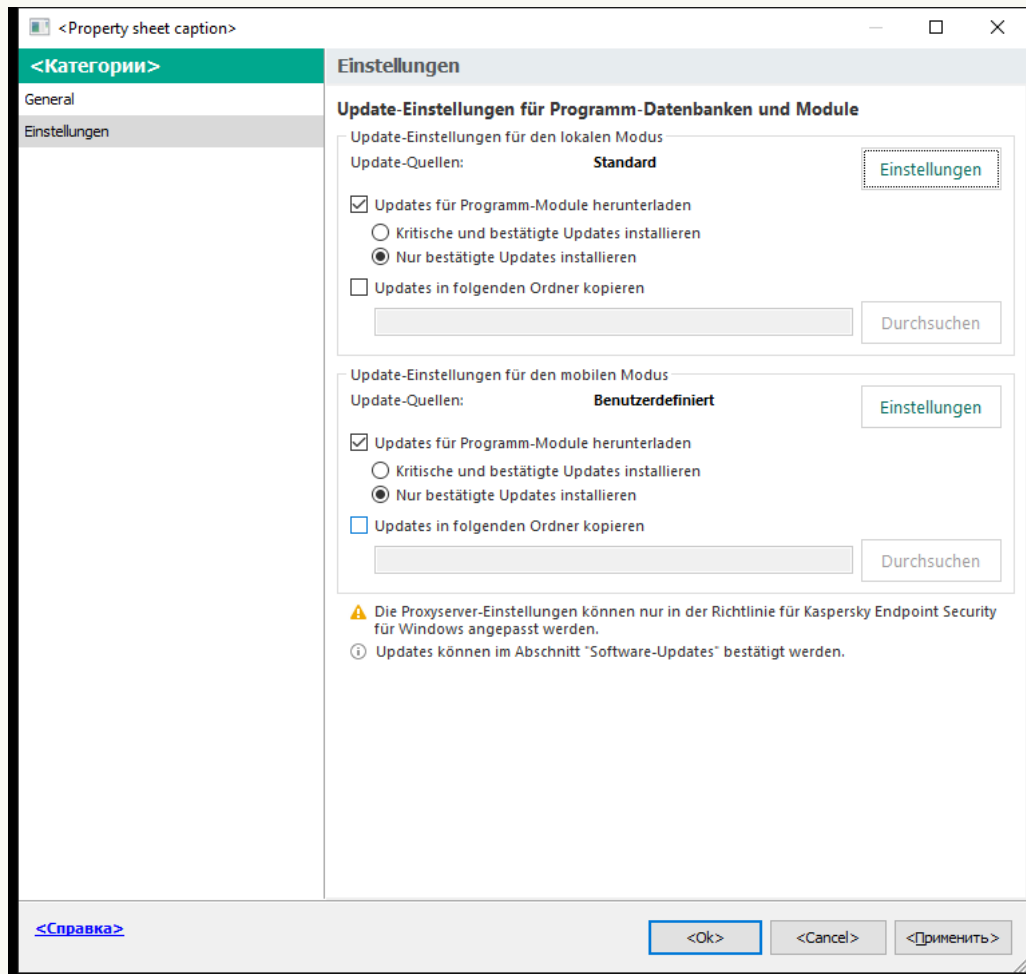 <Property sheet caption>
<Категории>
General
Einstellungen
Einstellungen
Update-Einstellungen für Programm-Datenbanken und Module
Update-Einstellungen für den lokalen Modus
Update-Quellen: Standard
Einstellungen
Updates für Programm-Module herunterladen
Kritische und bestätigte Updates installieren
Nur bestätigte Updates installieren
Updates in folgenden Ordner kopieren
Durchsuchen
Update-Einstellungen für den mobilen Modus
Update-Quellen: Benutzerdefiniert
Einstellungen
Updates für Programm-Module herunterladen
Kritische und bestätigte Updates installieren
Nur bestätigte Updates installieren
Updates in folgenden Ordner kopieren
Durchsuchen
Die Proxyserver-Einstellungen können nur in der Richtlinie für Kaspersky Endpoint Security
für Windows angepasst werden.
Updates können im Abschnitt "Software-Updates" bestätigt werden.
<Справка>
<Ok> <Cancel> <Применить>